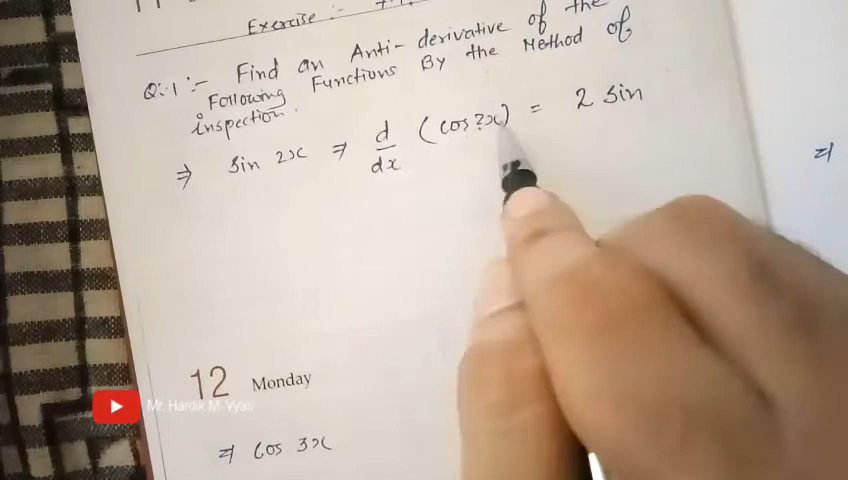 Exercise :-
Q:-1 :- Find an Anti-derivative of the
Following Functions By the Method of
inspection.
⇒ Sin 2x ⇒ d/dx (cos 2x) = 2 Sin
⇒
12 Monday
Mr. Hardik M. Vyas
⇒ Cos 3x